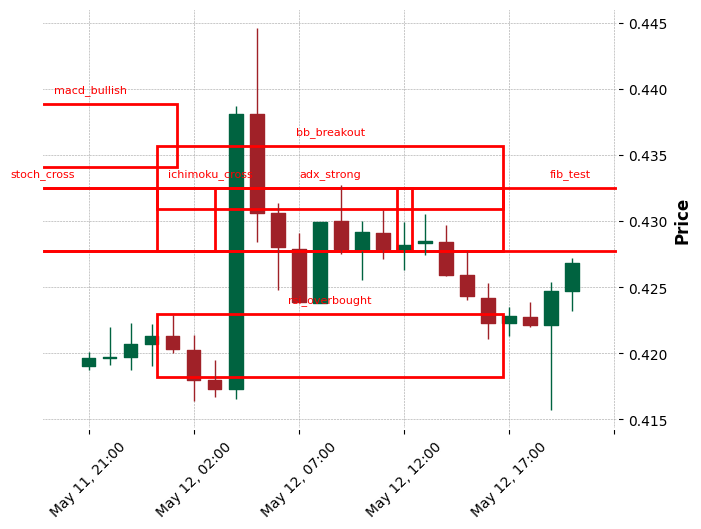 macd_bullish
bb_breakout
stoch_cross
ichimoku_cross
adx_strong
fib_test
rsi_overbought
0.445
0.440
0.435
0.430
0.425
0.420
0.415
Price
May 11, 21:00
May 12, 02:00
May 12, 07:00
May 12, 12:00
May 12, 17:00